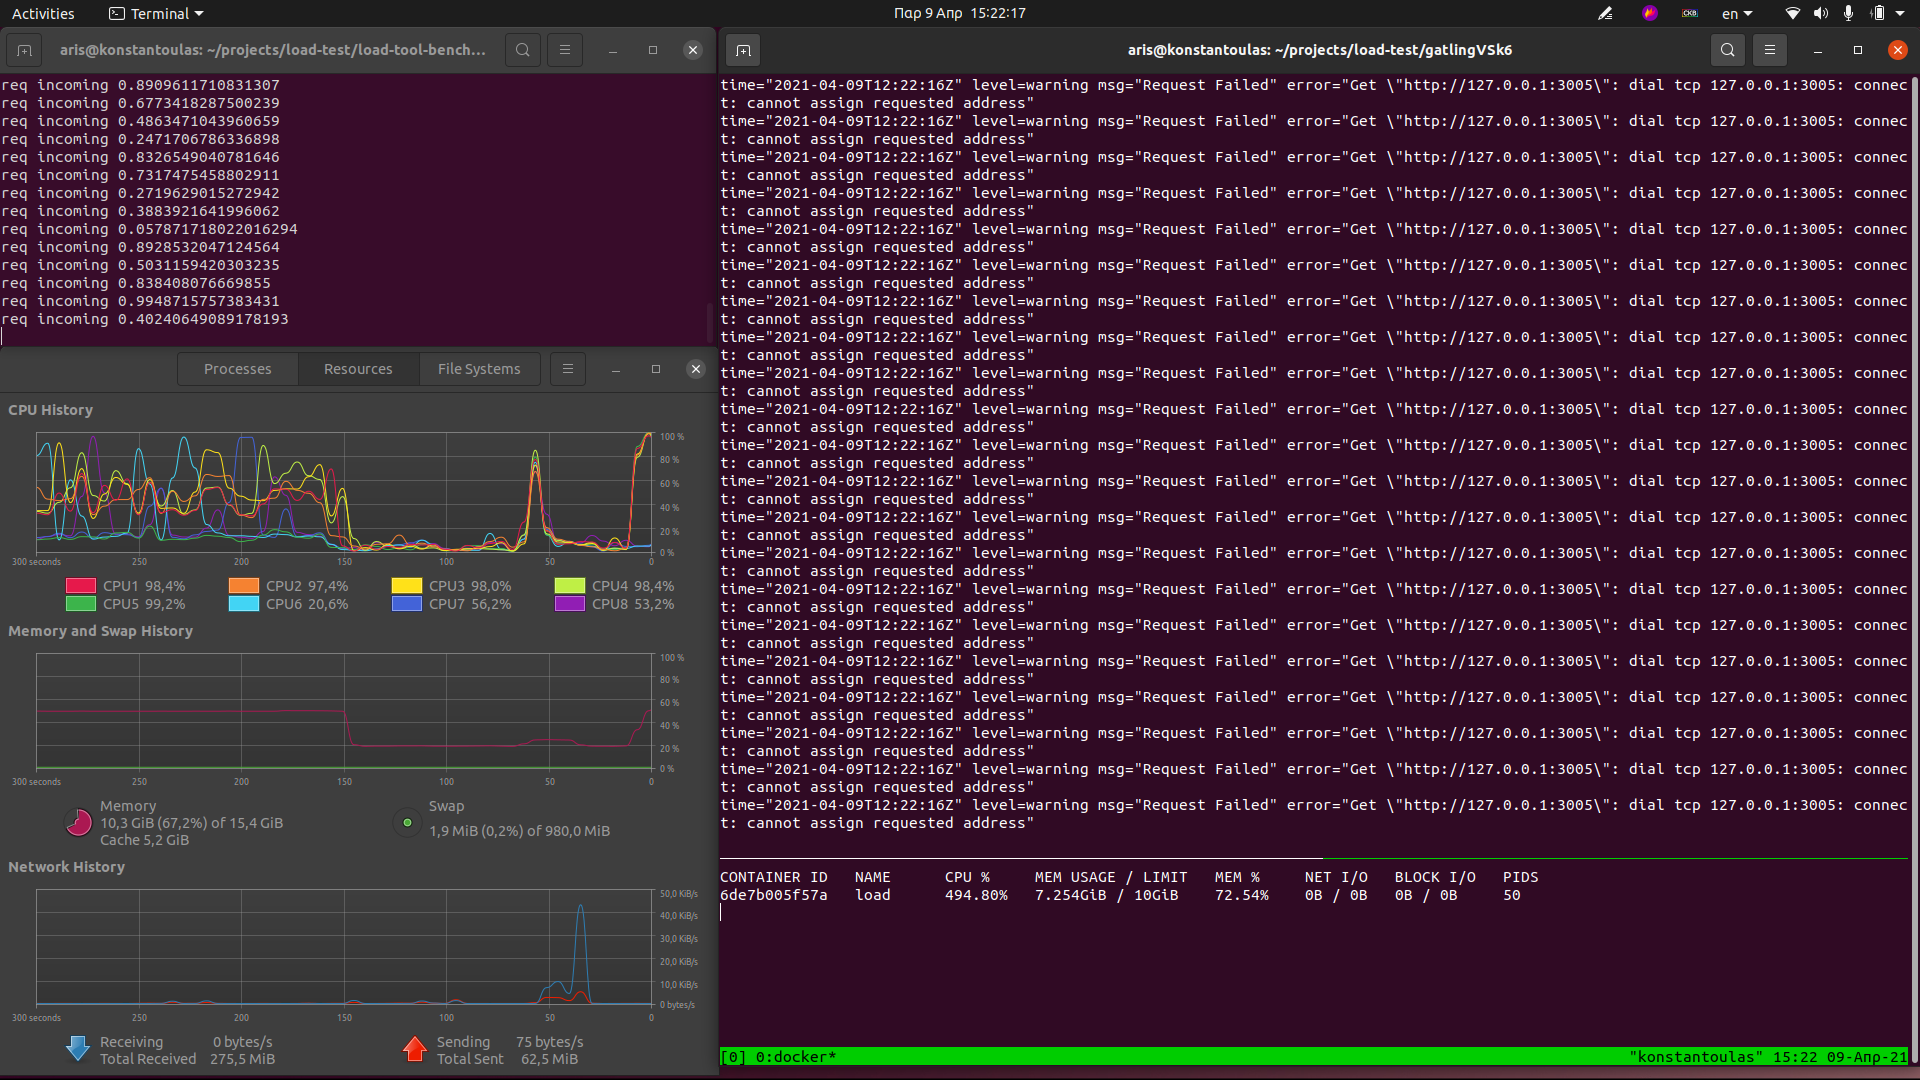 Activities
Terminal
Παρ 9 Απρ 15:22:17
CKB
en
aris@konstantoulas: ~/projects/load-test/load-tool-bench...
req incoming 0.8909611710831307
req incoming 0.6773418287500239
req incoming 0.4863471043960659
req incoming 0.2471706786336898
req incoming 0.8326549040781646
req incoming 0.7317475458802911
req incoming 0.2719629015272942
req incoming 0.3883921641996062
req incoming 0.057871718022016294
req incoming 0.8928532047124564
req incoming 0.5031159420303235
req incoming 0.838408076669855
req incoming 0.9948715757383431
req incoming 0.40240649089178193
Processes
Resources
File Systems
CPU History
100 %
80 %
60 %
40 %
20 %
0 %
300 seconds 250 200 150 100 50 0
CPU1 98,4% CPU2 97,4% CPU3 98,0% CPU4 98,4%
CPU5 99,2% CPU6 20,6% CPU7 56,2% CPU8 53,2%
Memory and Swap History
100 %
80 %
60 %
40 %
20 %
0 %
300 seconds 250 200 150 100 50 0
Memory
10,3 GiB (67,2%) of 15,4 GiB
Cache 5,2 GiB
Swap
1,9 MiB (0,2%) of 980,0 MiB
Network History
50,0 KiB/s
40,0 KiB/s
30,0 KiB/s
20,0 KiB/s
10,0 KiB/s
0 bytes/s
300 seconds 250 200 150 100 50 0
Receiving 0 bytes/s
Total Received 275,5 MiB
Sending 75 bytes/s
Total Sent 62,5 MiB
aris@konstantoulas: ~/projects/load-test/gatlingVSk6
time="2021-04-09T12:22:16Z" level=warning msg="Request Failed" error="Get \"http://127.0.0.1:3005\": dial tcp 127.0.0.1:3005: connec
t: cannot assign requested address"
time="2021-04-09T12:22:16Z" level=warning msg="Request Failed" error="Get \"http://127.0.0.1:3005\": dial tcp 127.0.0.1:3005: connec
t: cannot assign requested address"
time="2021-04-09T12:22:16Z" level=warning msg="Request Failed" error="Get \"http://127.0.0.1:3005\": dial tcp 127.0.0.1:3005: connec
t: cannot assign requested address"
time="2021-04-09T12:22:16Z" level=warning msg="Request Failed" error="Get \"http://127.0.0.1:3005\": dial tcp 127.0.0.1:3005: connec
t: cannot assign requested address"
time="2021-04-09T12:22:16Z" level=warning msg="Request Failed" error="Get \"http://127.0.0.1:3005\": dial tcp 127.0.0.1:3005: connec
t: cannot assign requested address"
time="2021-04-09T12:22:16Z" level=warning msg="Request Failed" error="Get \"http://127.0.0.1:3005\": dial tcp 127.0.0.1:3005: connec
t: cannot assign requested address"
time="2021-04-09T12:22:16Z" level=warning msg="Request Failed" error="Get \"http://127.0.0.1:3005\": dial tcp 127.0.0.1:3005: connec
t: cannot assign requested address"
time="2021-04-09T12:22:16Z" level=warning msg="Request Failed" error="Get \"http://127.0.0.1:3005\": dial tcp 127.0.0.1:3005: connec
t: cannot assign requested address"
time="2021-04-09T12:22:16Z" level=warning msg="Request Failed" error="Get \"http://127.0.0.1:3005\": dial tcp 127.0.0.1:3005: connec
t: cannot assign requested address"
time="2021-04-09T12:22:16Z" level=warning msg="Request Failed" error="Get \"http://127.0.0.1:3005\": dial tcp 127.0.0.1:3005: connec
t: cannot assign requested address"
time="2021-04-09T12:22:16Z" level=warning msg="Request Failed" error="Get \"http://127.0.0.1:3005\": dial tcp 127.0.0.1:3005: connec
t: cannot assign requested address"
time="2021-04-09T12:22:16Z" level=warning msg="Request Failed" error="Get \"http://127.0.0.1:3005\": dial tcp 127.0.0.1:3005: connec
t: cannot assign requested address"
time="2021-04-09T12:22:16Z" level=warning msg="Request Failed" error="Get \"http://127.0.0.1:3005\": dial tcp 127.0.0.1:3005: connec
t: cannot assign requested address"
time="2021-04-09T12:22:16Z" level=warning msg="Request Failed" error="Get \"http://127.0.0.1:3005\": dial tcp 127.0.0.1:3005: connec
t: cannot assign requested address"
time="2021-04-09T12:22:16Z" level=warning msg="Request Failed" error="Get \"http://127.0.0.1:3005\": dial tcp 127.0.0.1:3005: connec
t: cannot assign requested address"
time="2021-04-09T12:22:16Z" level=warning msg="Request Failed" error="Get \"http://127.0.0.1:3005\": dial tcp 127.0.0.1:3005: connec
t: cannot assign requested address"
time="2021-04-09T12:22:16Z" level=warning msg="Request Failed" error="Get \"http://127.0.0.1:3005\": dial tcp 127.0.0.1:3005: connec
t: cannot assign requested address"
time="2021-04-09T12:22:16Z" level=warning msg="Request Failed" error="Get \"http://127.0.0.1:3005\": dial tcp 127.0.0.1:3005: connec
t: cannot assign requested address"
time="2021-04-09T12:22:16Z" level=warning msg="Request Failed" error="Get \"http://127.0.0.1:3005\": dial tcp 127.0.0.1:3005: connec
t: cannot assign requested address"
time="2021-04-09T12:22:16Z" level=warning msg="Request Failed" error="Get \"http://127.0.0.1:3005\": dial tcp 127.0.0.1:3005: connec
t: cannot assign requested address"
time="2021-04-09T12:22:16Z" level=warning msg="Request Failed" error="Get \"http://127.0.0.1:3005\": dial tcp 127.0.0.1:3005: connec
t: cannot assign requested address"
CONTAINER ID NAME CPU % MEM USAGE / LIMIT MEM % NET I/O BLOCK I/O PIDS
6de7b005f57a load 494.80% 7.254GiB / 10GiB 72.54% 0B / 0B 0B / 0B 50
[0] 0:docker* "konstantoulas" 15:22 09-Απρ-21